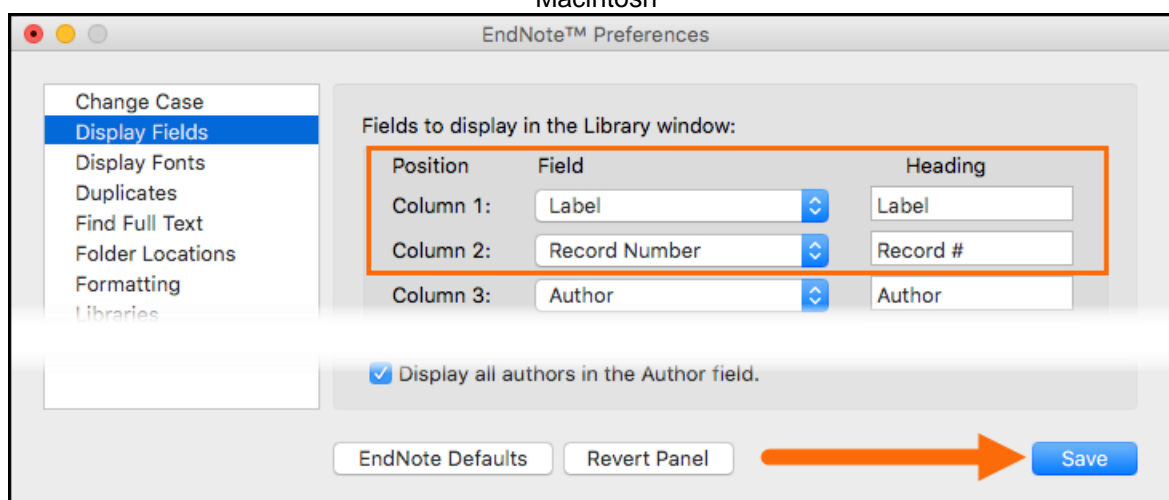 Macintosh
EndNote™ Preferences
Change Case
Display Fields
Display Fonts
Duplicates
Find Full Text
Folder Locations
Formatting
Libraries
Fields to display in the Library window:
Position Field Heading
Column 1: Label Label
Column 2: Record Number Record #
Column 3: Author Author
Display all authors in the Author field.
EndNote Defaults Revert Panel Save